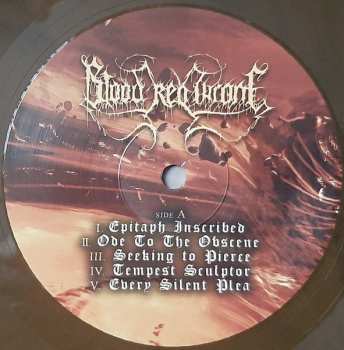 Blood Red Throne
SIDE A
I. Epitaph Inscribed
II. Ode To The Obscene
III. Seeking to Pierce
IV. Tempest Sculptor
V. Every Silent Plea